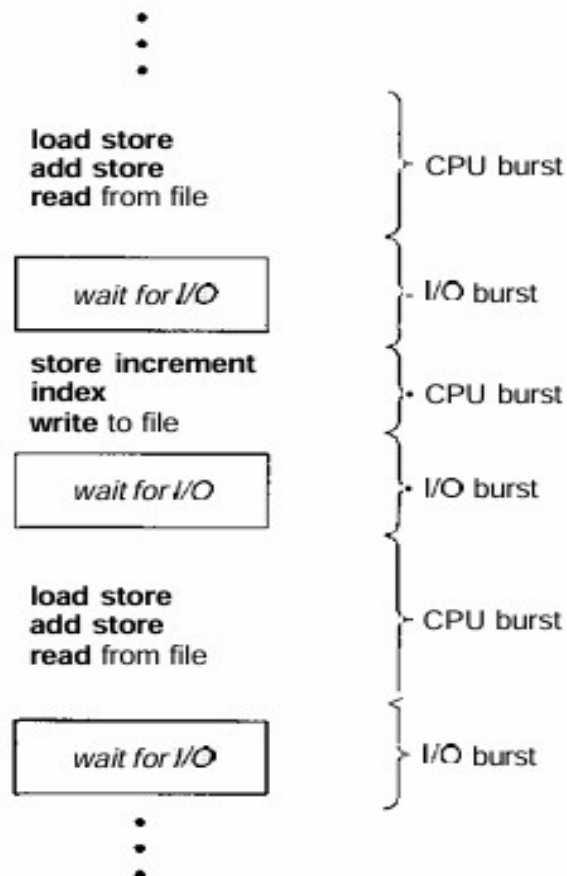 load store
add store
read from file
CPU burst
wait for I/O
I/O burst
store increment
index
write to file
CPU burst
wait for I/O
I/O burst
load store
add store
read from file
CPU burst
wait for I/O
I/O burst